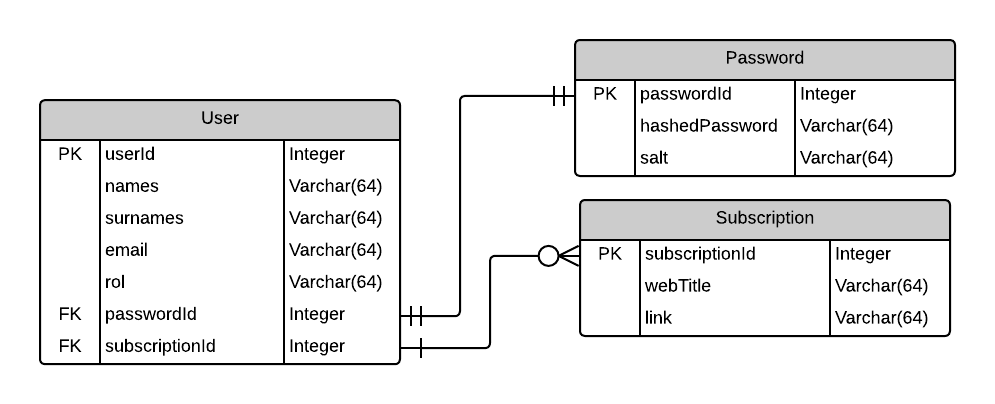 User
PK userId Integer
names Varchar(64)
surnames Varchar(64)
email Varchar(64)
rol Varchar(64)
FK passwordId Integer
FK subscriptionId Integer
Password
PK passwordId Integer
hashedPassword Varchar(64)
salt Varchar(64)
Subscription
PK subscriptionId Integer
webTitle Varchar(64)
link Varchar(64)